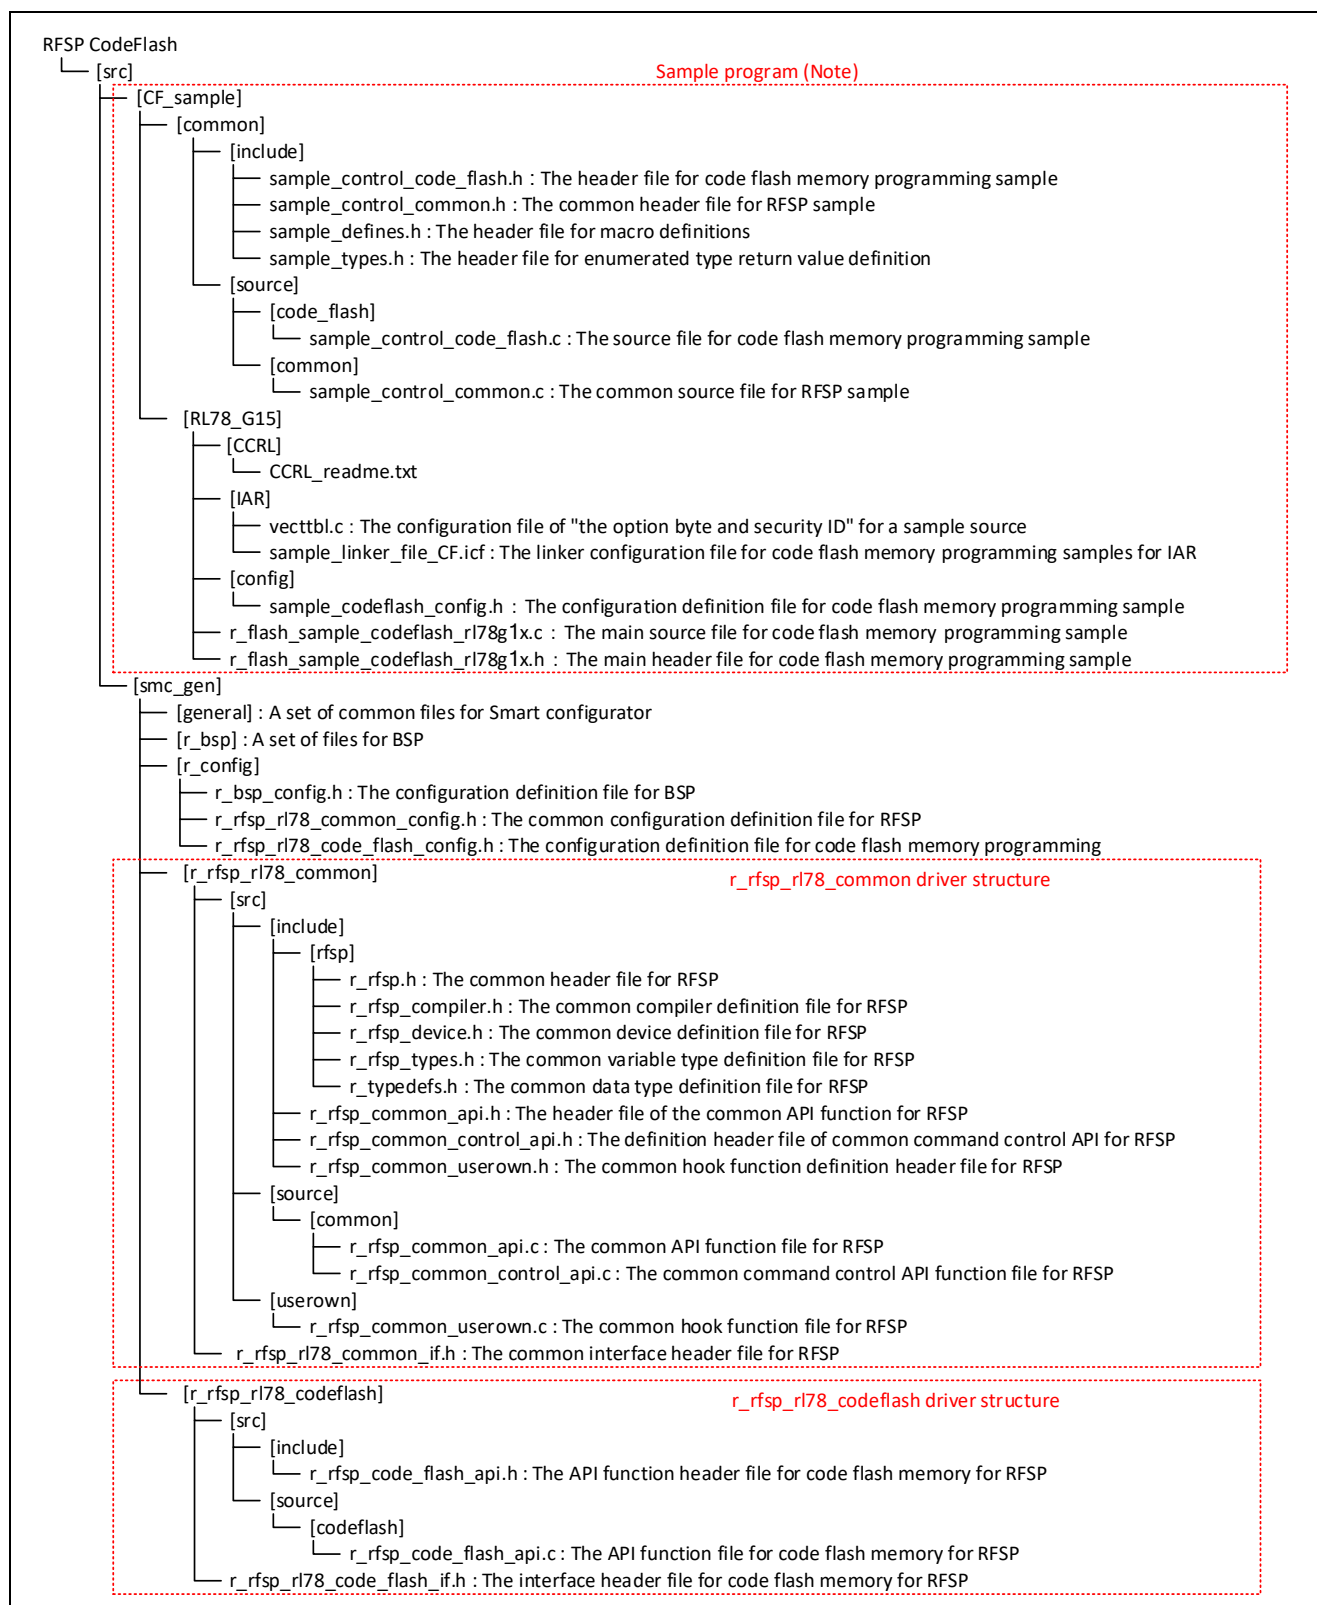 RFSP CodeFlash
[src]
Sample program (Note)
[CF_sample]
[common]
[include]
sample_control_code_flash.h : The header file for code flash memory programming sample
sample_control_common.h : The common header file for RFSP sample
sample_defines.h : The header file for macro definitions
sample_types.h : The header file for enumerated type return value definition
[source]
[code_flash]
sample_control_code_flash.c : The source file for code flash memory programming sample
[common]
sample_control_common.c : The common source file for RFSP sample
[RL78_G15]
[CCRL]
CCRL_readme.txt
[IAR]
vecttbl.c : The configuration file of "the option byte and security ID" for a sample source
sample_linker_file_CF.icf : The linker configuration file for code flash memory programming samples for IAR
[config]
sample_codeflash_config.h : The configuration definition file for code flash memory programming sample
r_flash_sample_codeflash_rl78g1x.c : The main source file for code flash memory programming sample
r_flash_sample_codeflash_rl78g1x.h : The main header file for code flash memory programming sample
[smc_gen]
[general] : A set of common files for Smart configurator
[r_bsp] : A set of files for BSP
[r_config]
r_bsp_config.h : The configuration definition file for BSP
r_rfsp_rl78_common_config.h : The common configuration definition file for RFSP
r_rfsp_rl78_code_flash_config.h : The configuration definition file for code flash memory programming
[r_rfsp_rl78_common]
r_rfsp_rl78_common driver structure
[src]
[include]
[rfsp]
r_rfsp.h : The common header file for RFSP
r_rfsp_compiler.h : The common compiler definition file for RFSP
r_rfsp_device.h : The common device definition file for RFSP
r_rfsp_types.h : The common variable type definition file for RFSP
r_typedefs.h : The common data type definition file for RFSP
r_rfsp_common_api.h : The header file of the common API function for RFSP
r_rfsp_common_control_api.h : The definition header file of common command control API for RFSP
r_rfsp_common_userown.h : The common hook function definition header file for RFSP
[source]
[common]
r_rfsp_common_api.c : The common API function file for RFSP
r_rfsp_common_control_api.c : The common command control API function file for RFSP
[userown]
r_rfsp_common_userown.c : The common hook function file for RFSP
r_rfsp_rl78_common_if.h : The common interface header file for RFSP
[r_rfsp_rl78_codeflash]
r_rfsp_rl78_codeflash driver structure
[src]
[include]
r_rfsp_code_flash_api.h : The API function header file for code flash memory for RFSP
[source]
[codeflash]
r_rfsp_code_flash_api.c : The API function file for code flash memory for RFSP
r_rfsp_rl78_code_flash_if.h : The interface header file for code flash memory for RFSP